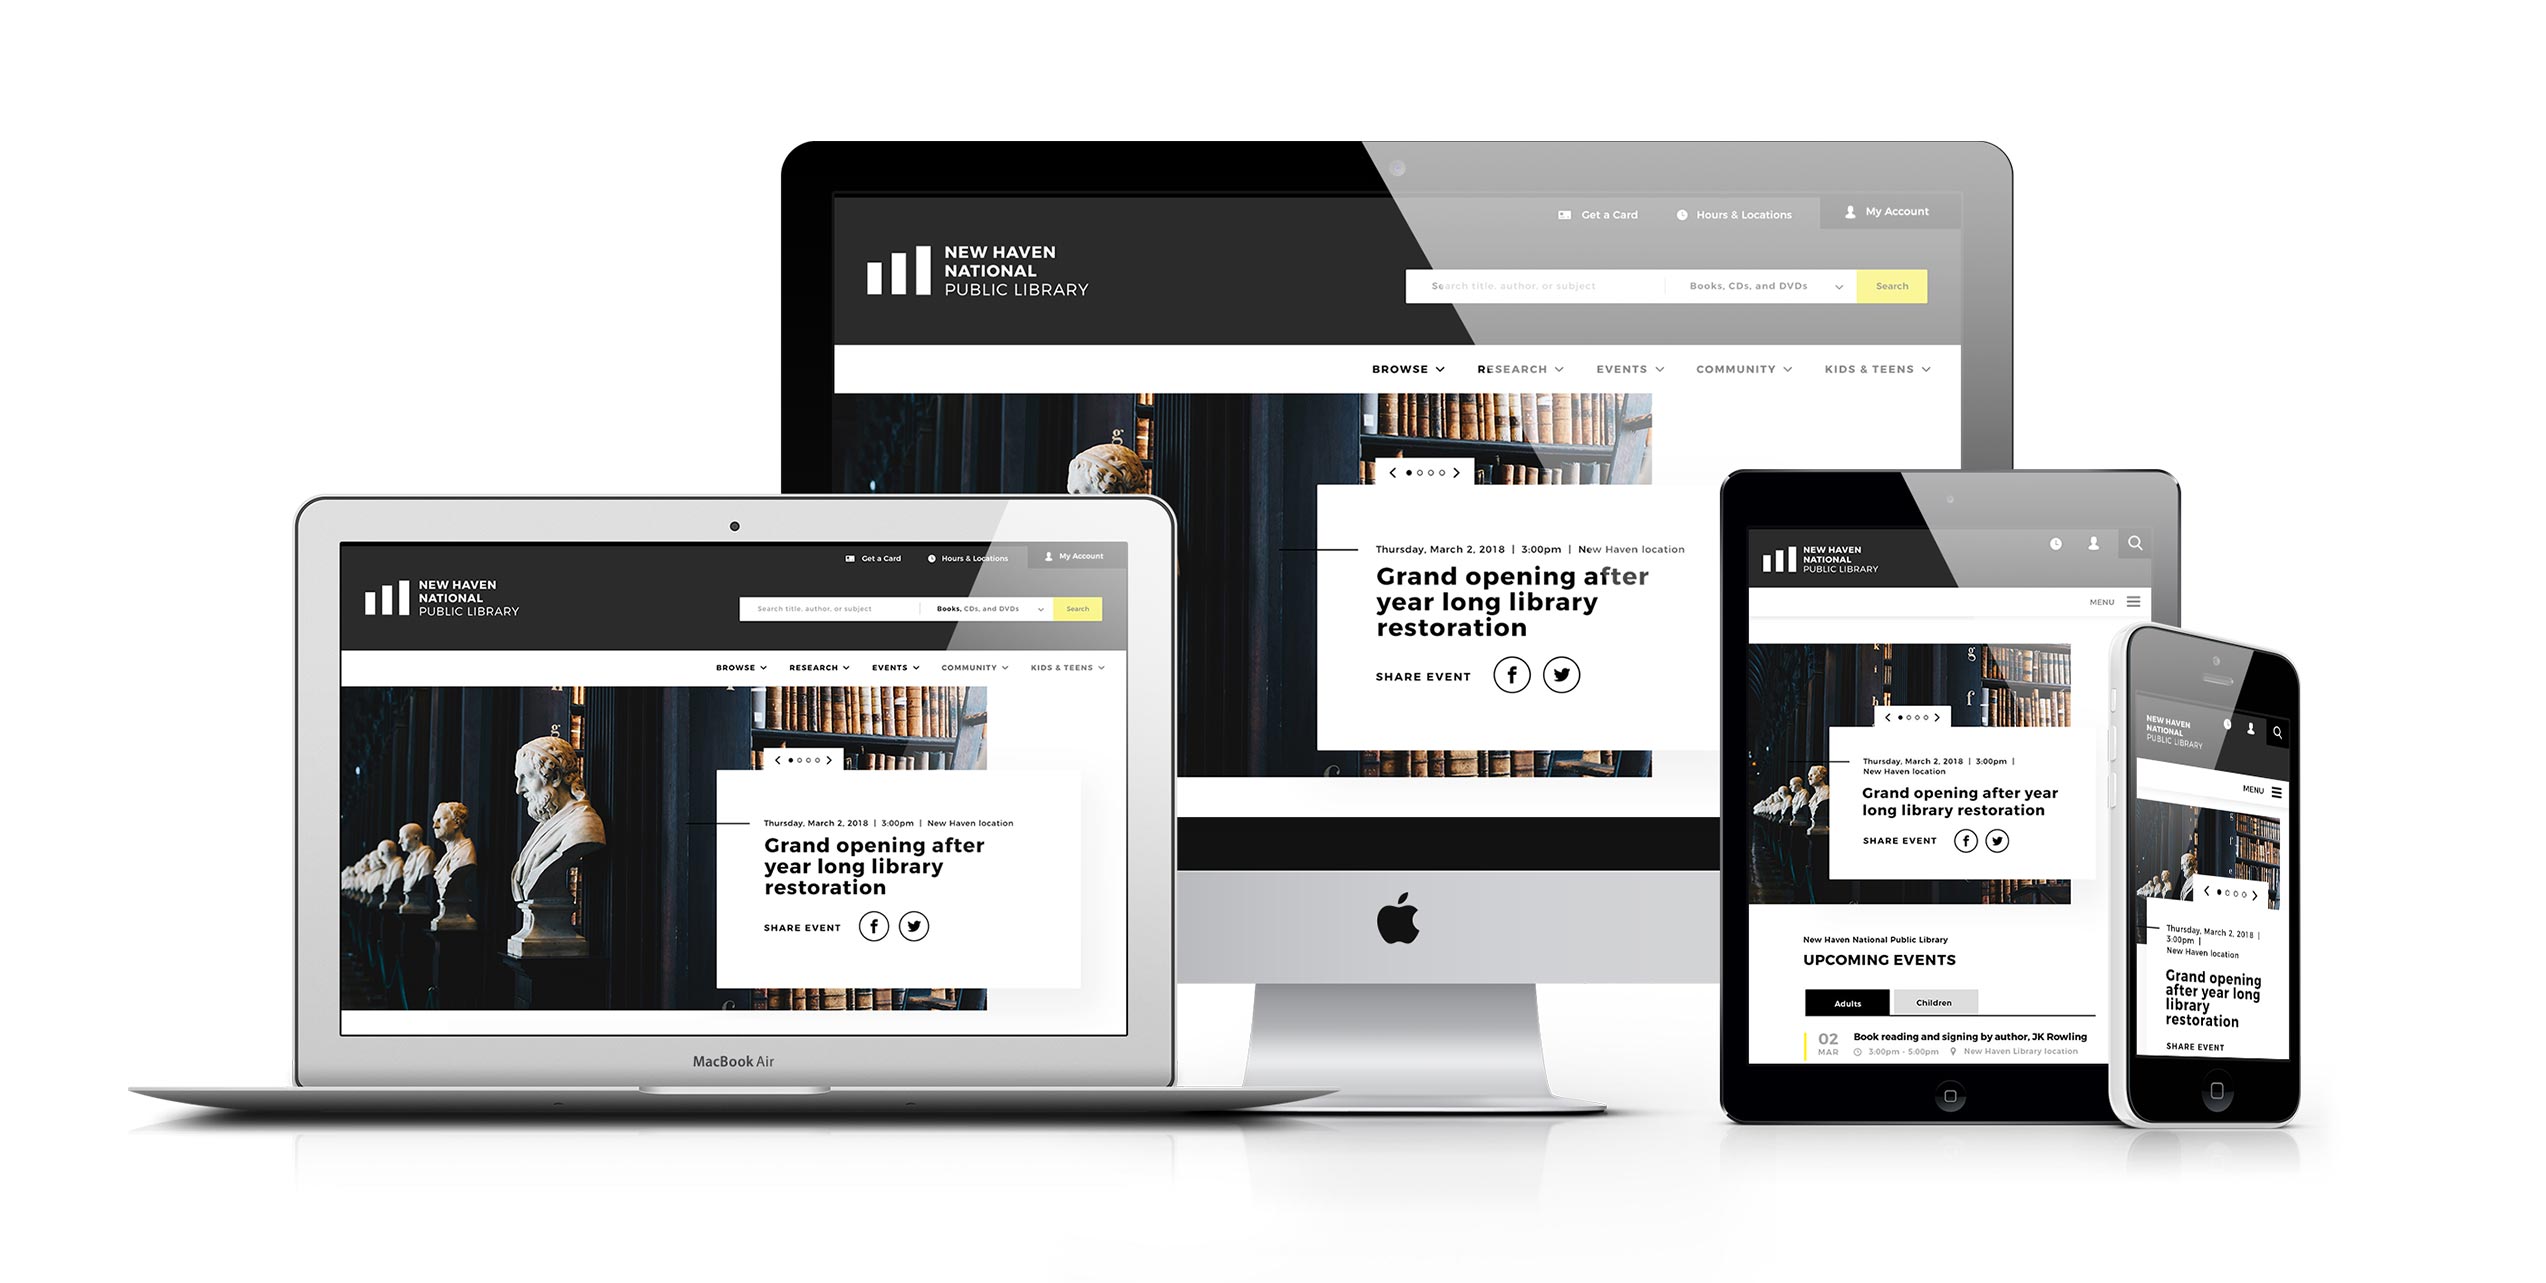 Get a Card
Hours & Locations
My Account
NEW HAVEN
NATIONAL
PUBLIC LIBRARY
Search title, author, or subject
Books, CDs, and DVDs
Search
BROWSE
RESEARCH
EVENTS
COMMUNITY
KIDS & TEENS
g
Thursday, March 2, 2018 | 3:00pm | New Haven location
Grand opening after
year long library
restoration
SHARE EVENT
Get a Card
Hours & Locations
My Account
NEW HAVEN
NATIONAL
PUBLIC LIBRARY
Search title, author, or subject
Books, CDs, and DVDs
Search
BROWSE
RESEARCH
EVENTS
COMMUNITY
KIDS & TEENS
g
Thursday, March 2, 2018 | 3:00pm | New Haven location
Grand opening after
year long library
restoration
SHARE EVENT
MacBook Air
NEW HAVEN
NATIONAL
PUBLIC LIBRARY
MENU
g
Thursday, March 2, 2018 | 3:00pm |
New Haven location
Grand opening after year
long library restoration
SHARE EVENT
New Haven National Public Library
UPCOMING EVENTS
Adults
Children
02
MAR
Book reading and signing by author, JK Rowling
3:00pm - 5:00pm
New Haven Library location
NEW HAVEN
NATIONAL
PUBLIC LIBRARY
MENU
Thursday, March 2, 2018 |
3:00pm |
New Haven location
Grand opening
after year long
library
restoration
SHARE EVENT